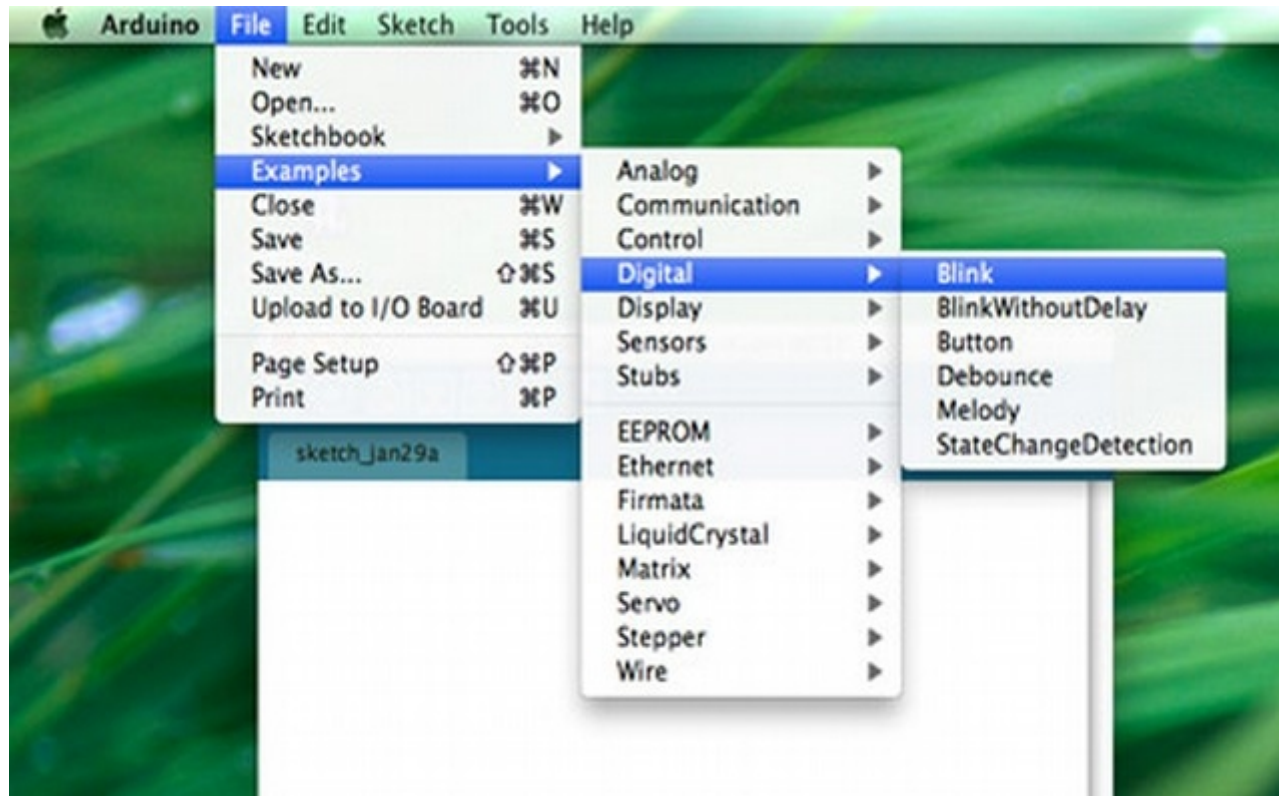 Arduino File Edit Sketch Tools Help
New ⌘N
Open... ⌘O
Sketchbook
Examples
Close ⌘W
Save ⌘S
Save As... ⇧⌘S
Upload to I/O Board ⌘U
Page Setup ⇧⌘P
Print ⌘P
Analog
Communication
Control
Digital
Display
Sensors
Stubs
EEPROM
Ethernet
Firmata
LiquidCrystal
Matrix
Servo
Stepper
Wire
Blink
BlinkWithoutDelay
Button
Debounce
Melody
StateChangeDetection
sketch_jan29a